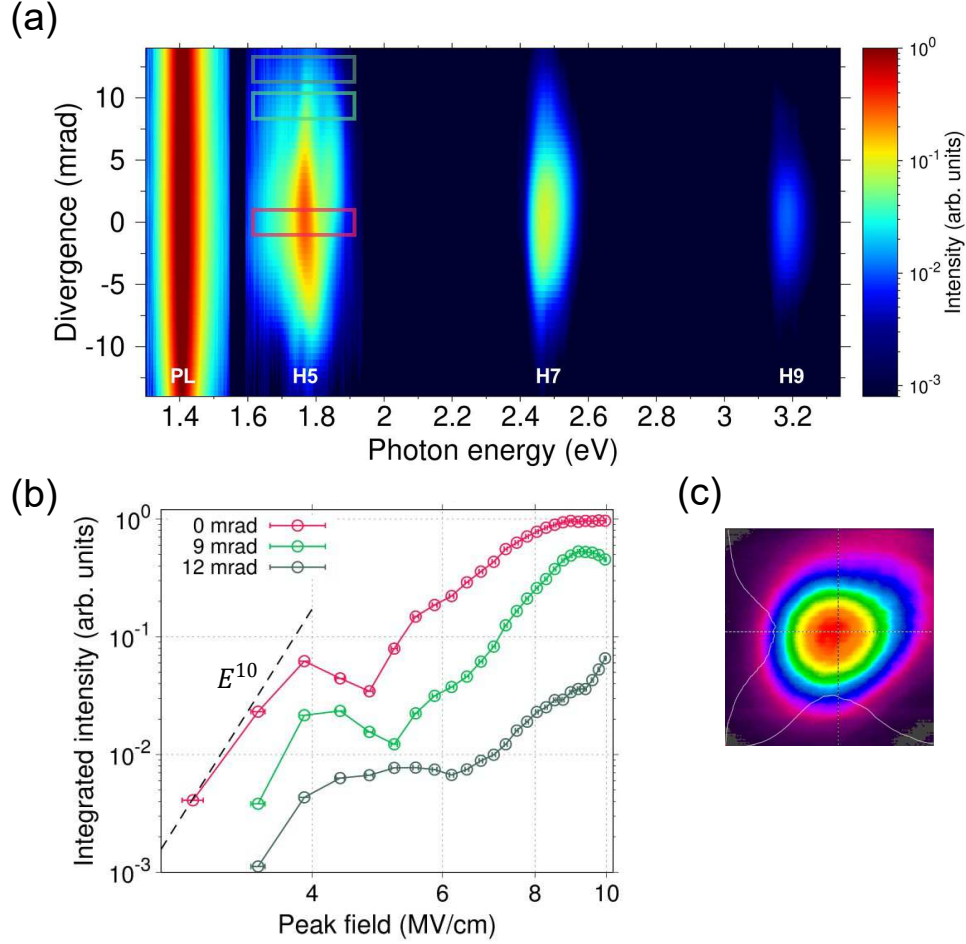 (a)
Divergence (mrad)
10
5
0
-5
-10
PL
H5
H7
H9
1.4 1.6 1.8 2 2.2 2.4 2.6 2.8 3 3.2
Photon energy (eV)
10^0
10^-1
10^-2
10^-3
Intensity (arb. units)
(b)
Integrated intensity (arb. units)
10^0
10^-1
10^-2
10^-3
0 mrad
9 mrad
12 mrad
E^10
4 6 8 10
Peak field (MV/cm)
(c)